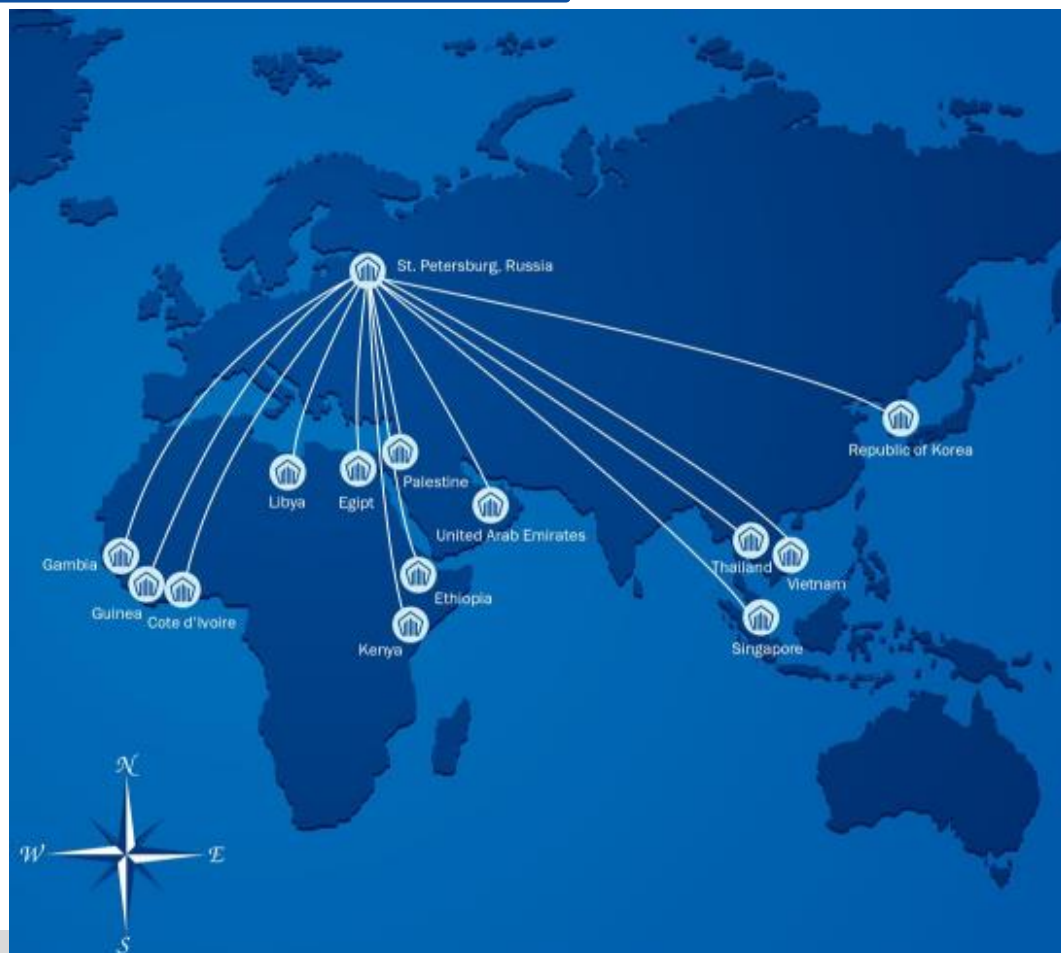 St. Petersburg, Russia
Republic of Korea
Palestine
Libya
Egipt
United Arab Emirates
Gambia
Thailand
Vietnam
Ethiopia
Guinea
Cote d'Ivoire
Kenya
Singapore
N
W
E
S